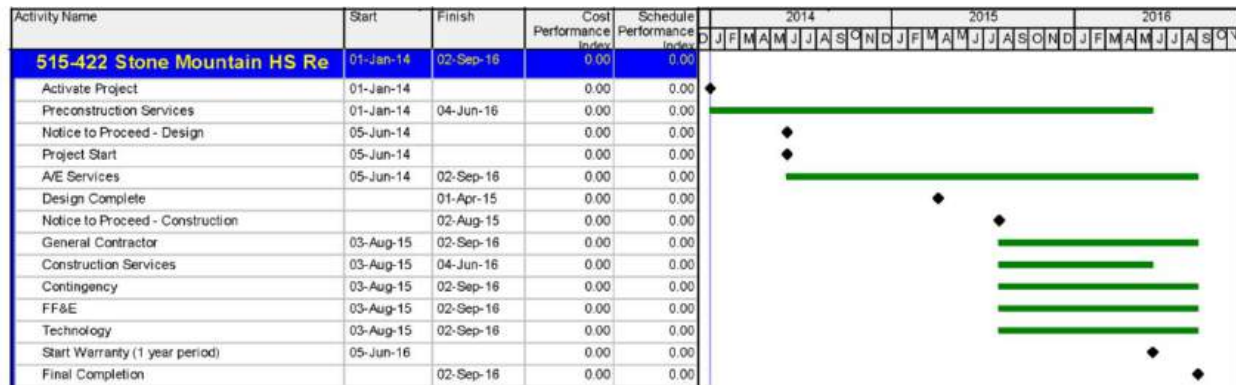 Activity Name Start Finish Cost Performance Index Schedule Performance Index 2014 2015 2016
D J F M A M J J A S O N D J F M A M J J A S O N D J F M A M J J A S O N
515-422 Stone Mountain HS Re 01-Jan-14 02-Sep-16 0.00 0.00
Activate Project 01-Jan-14 0.00 0.00
Preconstruction Services 01-Jan-14 04-Jun-16 0.00 0.00
Notice to Proceed - Design 05-Jun-14 0.00 0.00
Project Start 05-Jun-14 0.00 0.00
A/E Services 05-Jun-14 02-Sep-16 0.00 0.00
Design Complete 01-Apr-15 0.00 0.00
Notice to Proceed - Construction 02-Aug-15 0.00 0.00
General Contractor 03-Aug-15 02-Sep-16 0.00 0.00
Construction Services 03-Aug-15 04-Jun-16 0.00 0.00
Contingency 03-Aug-15 02-Sep-16 0.00 0.00
FF&E 03-Aug-15 02-Sep-16 0.00 0.00
Technology 03-Aug-15 02-Sep-16 0.00 0.00
Start Warranty (1 year period) 05-Jun-16 0.00 0.00
Final Completion 02-Sep-16 0.00 0.00